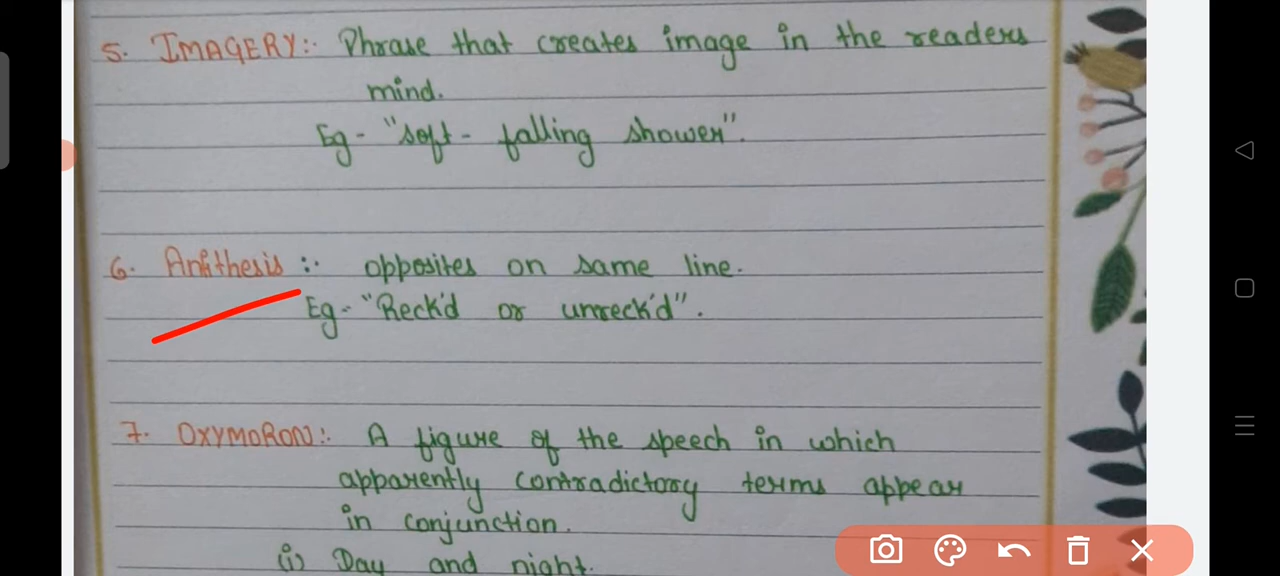 5. IMAGERY:- Phrase that creates image in the readers
mind.
Eg - "soft - falling shower".
6. Antithesis :- opposites on same line.
Eg - "Reck'd or unreck'd".
7. OXYMORON:- A figure of the speech in which
apparently contradictory terms appear
in conjunction.
(i) Day and night.